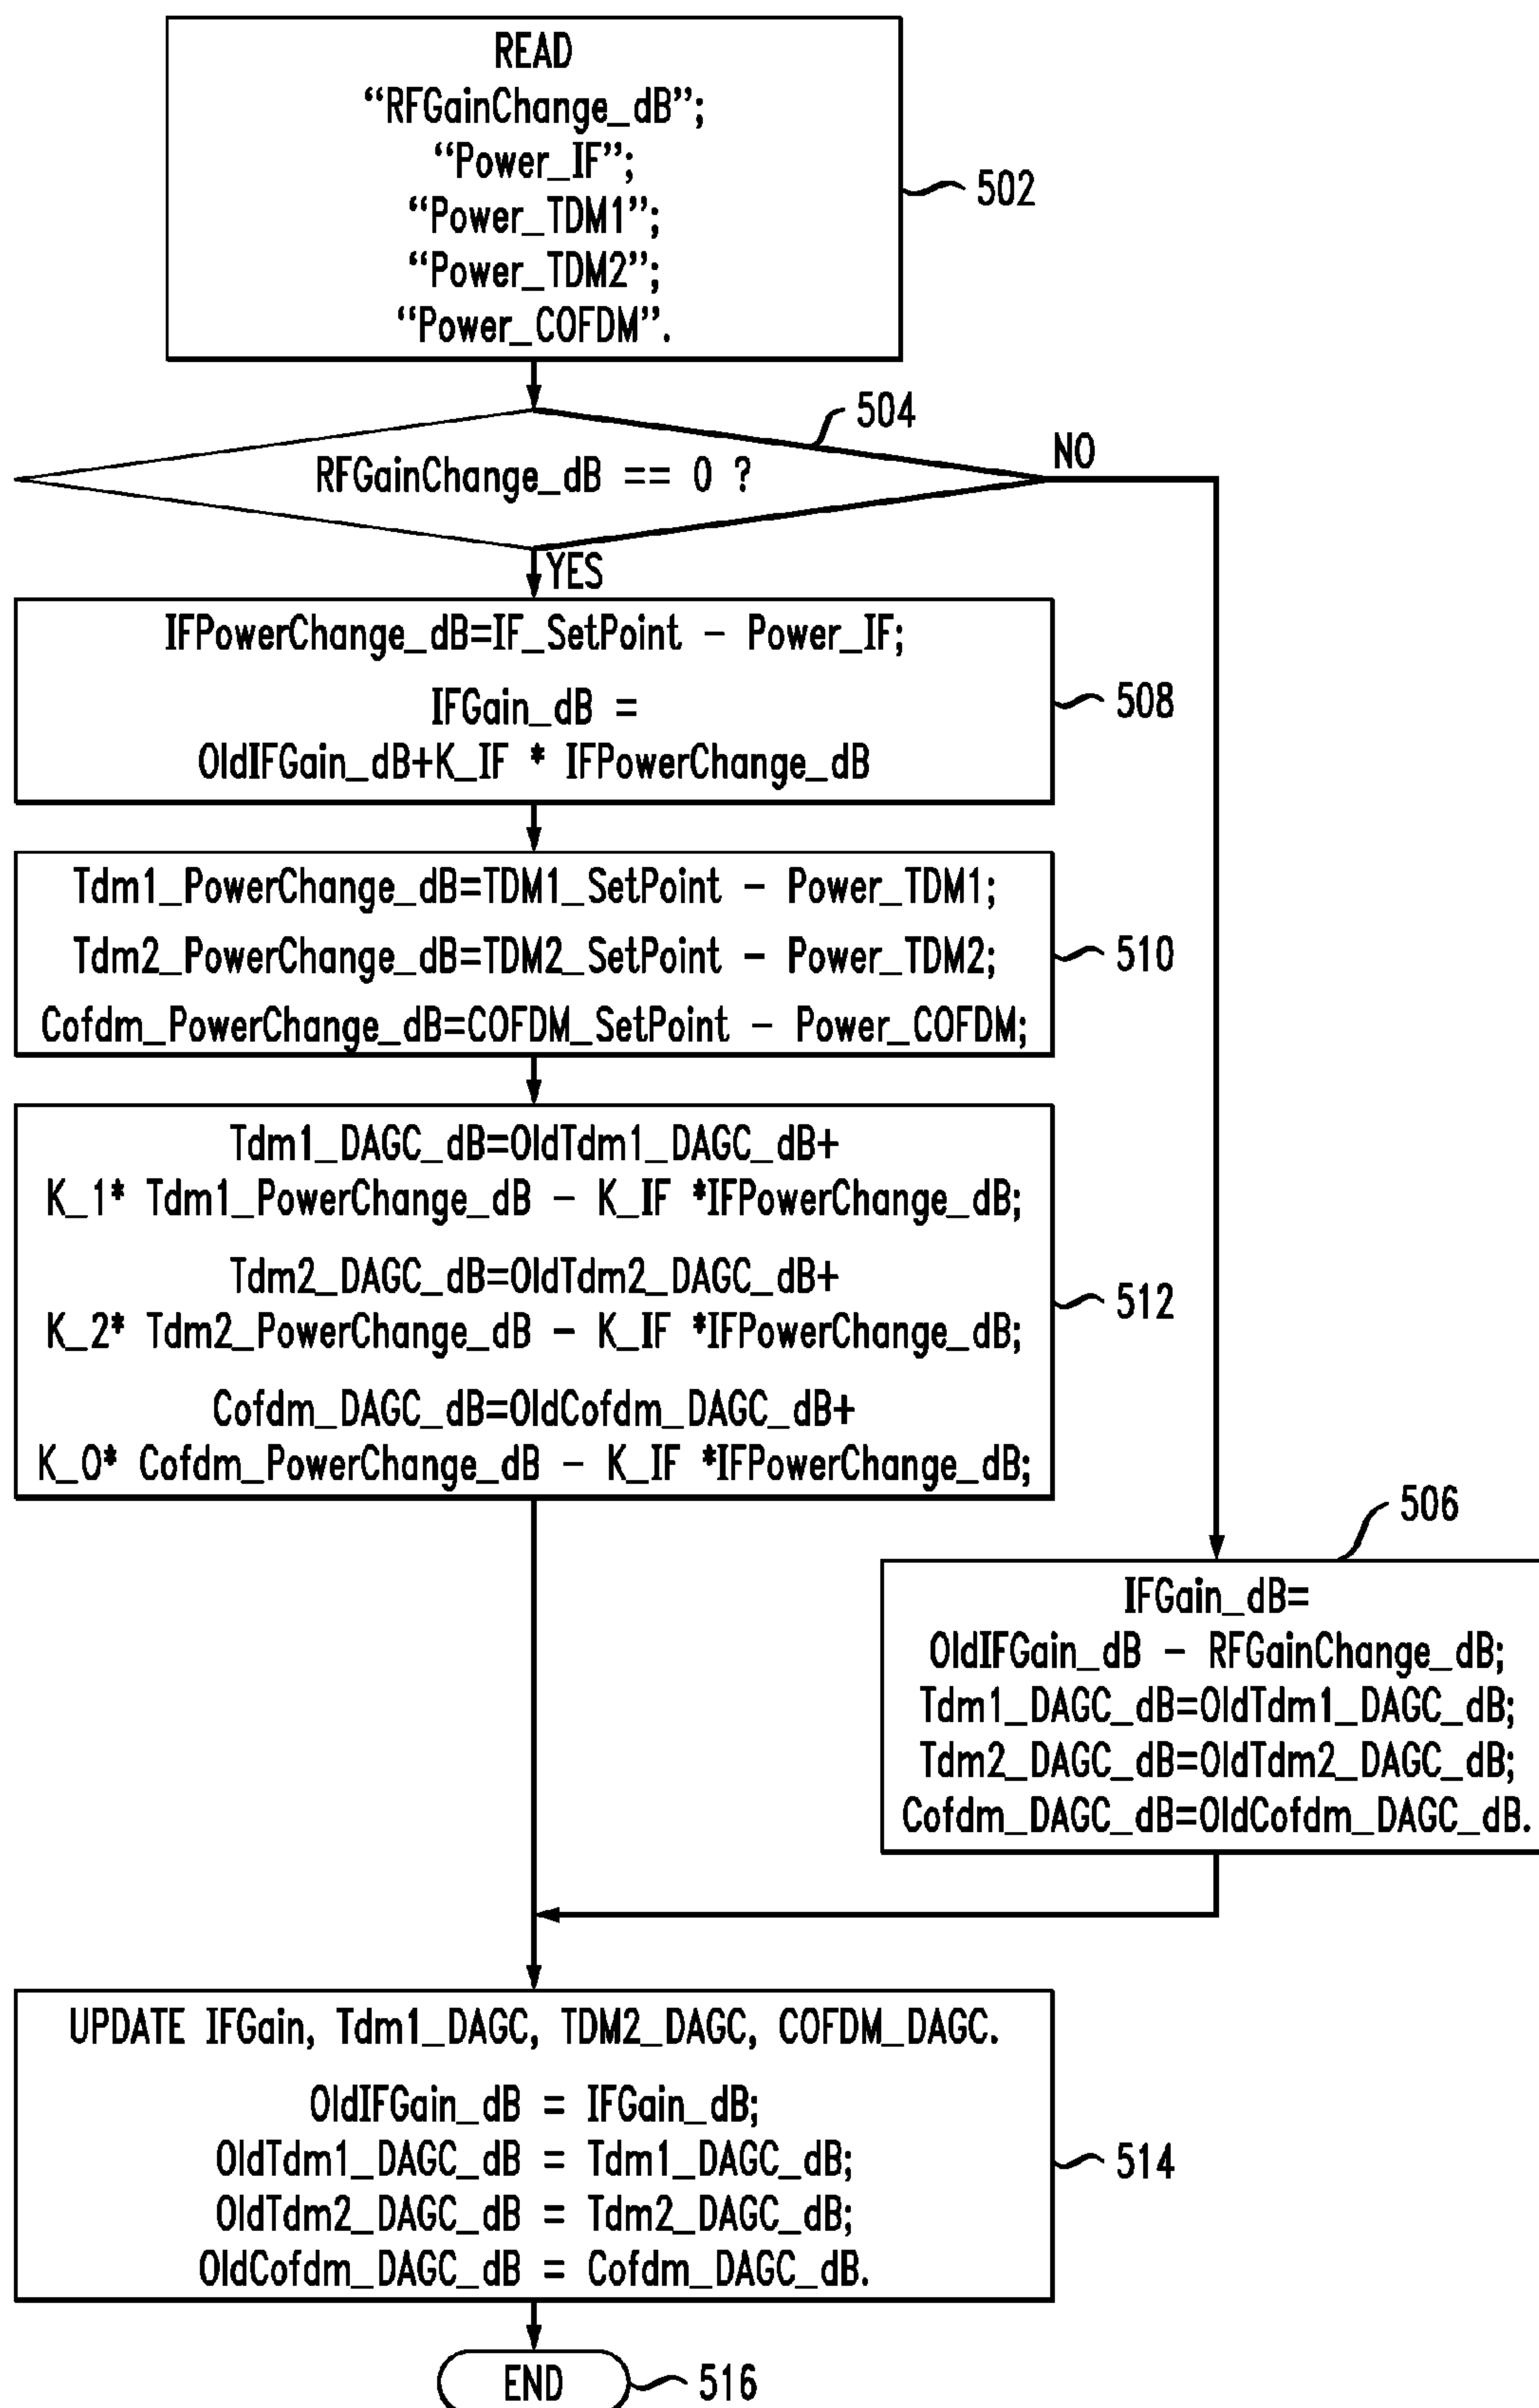 READ
“RFGainChange_dB”;
“Power_IF”;
“Power_TDM1”;
“Power_TDM2”;
“Power_COFDM”.
502
504
RFGainChange_dB == 0 ?
NO
YES
IFPowerChange_dB=IF_SetPoint - Power_IF;
IFGain_dB =
OldIFGain_dB+K_IF * IFPowerChange_dB
508
Tdm1_PowerChange_dB=TDM1_SetPoint - Power_TDM1;
Tdm2_PowerChange_dB=TDM2_SetPoint - Power_TDM2;
Cofdm_PowerChange_dB=COFDM_SetPoint - Power_COFDM;
510
Tdm1_DAGC_dB=OldTdm1_DAGC_dB+
K_1* Tdm1_PowerChange_dB - K_IF *IFPowerChange_dB;
Tdm2_DAGC_dB=OldTdm2_DAGC_dB+
K_2* Tdm2_PowerChange_dB - K_IF *IFPowerChange_dB;
Cofdm_DAGC_dB=OldCofdm_DAGC_dB+
K_0* Cofdm_PowerChange_dB - K_IF *IFPowerChange_dB;
512
506
IFGain_dB=
OldIFGain_dB - RFGainChange_dB;
Tdm1_DAGC_dB=OldTdm1_DAGC_dB;
Tdm2_DAGC_dB=OldTdm2_DAGC_dB;
Cofdm_DAGC_dB=OldCofdm_DAGC_dB.
UPDATE IFGain, Tdm1_DAGC, TDM2_DAGC, COFDM_DAGC.
OldIFGain_dB = IFGain_dB;
OldTdm1_DAGC_dB = Tdm1_DAGC_dB;
OldTdm2_DAGC_dB = Tdm2_DAGC_dB;
OldCofdm_DAGC_dB = Cofdm_DAGC_dB.
514
END
516